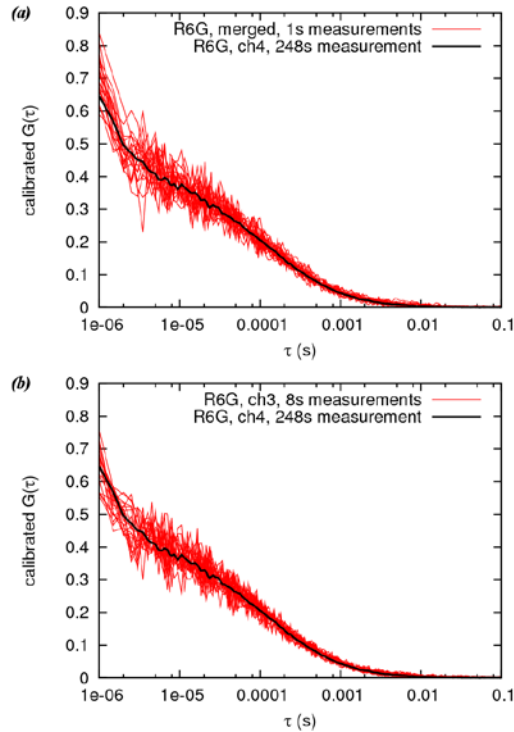 (a)
R6G, merged, 1s measurements
R6G, ch4, 248s measurement
calibrated G(τ)
0.9
0.8
0.7
0.6
0.5
0.4
0.3
0.2
0.1
0
1e-06 1e-05 0.0001 0.001 0.01 0.1
τ (s)
(b)
R6G, ch3, 8s measurements
R6G, ch4, 248s measurement
calibrated G(τ)
0.9
0.8
0.7
0.6
0.5
0.4
0.3
0.2
0.1
0
1e-06 1e-05 0.0001 0.001 0.01 0.1
τ (s)